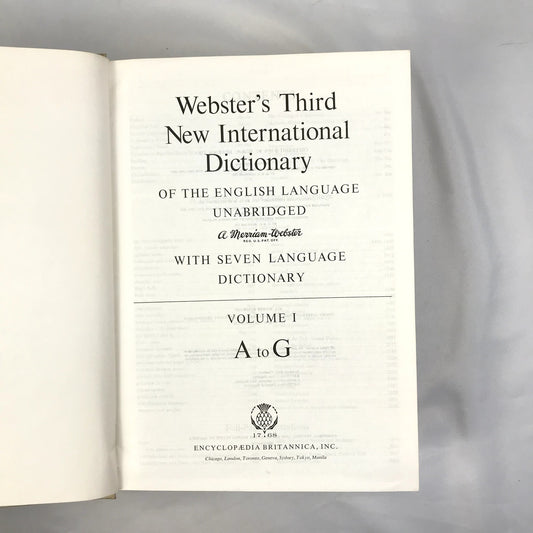 Webster's Third
New International
Dictionary
OF THE ENGLISH LANGUAGE
UNABRIDGED
A Merriam-Webster
REG. U.S. PAT. OFF.
WITH SEVEN LANGUAGE
DICTIONARY
VOLUME I
A to G
1768
ENCYCLOPÆDIA BRITANNICA, INC.
Chicago, London, Toronto, Geneva, Sydney, Tokyo, Manila